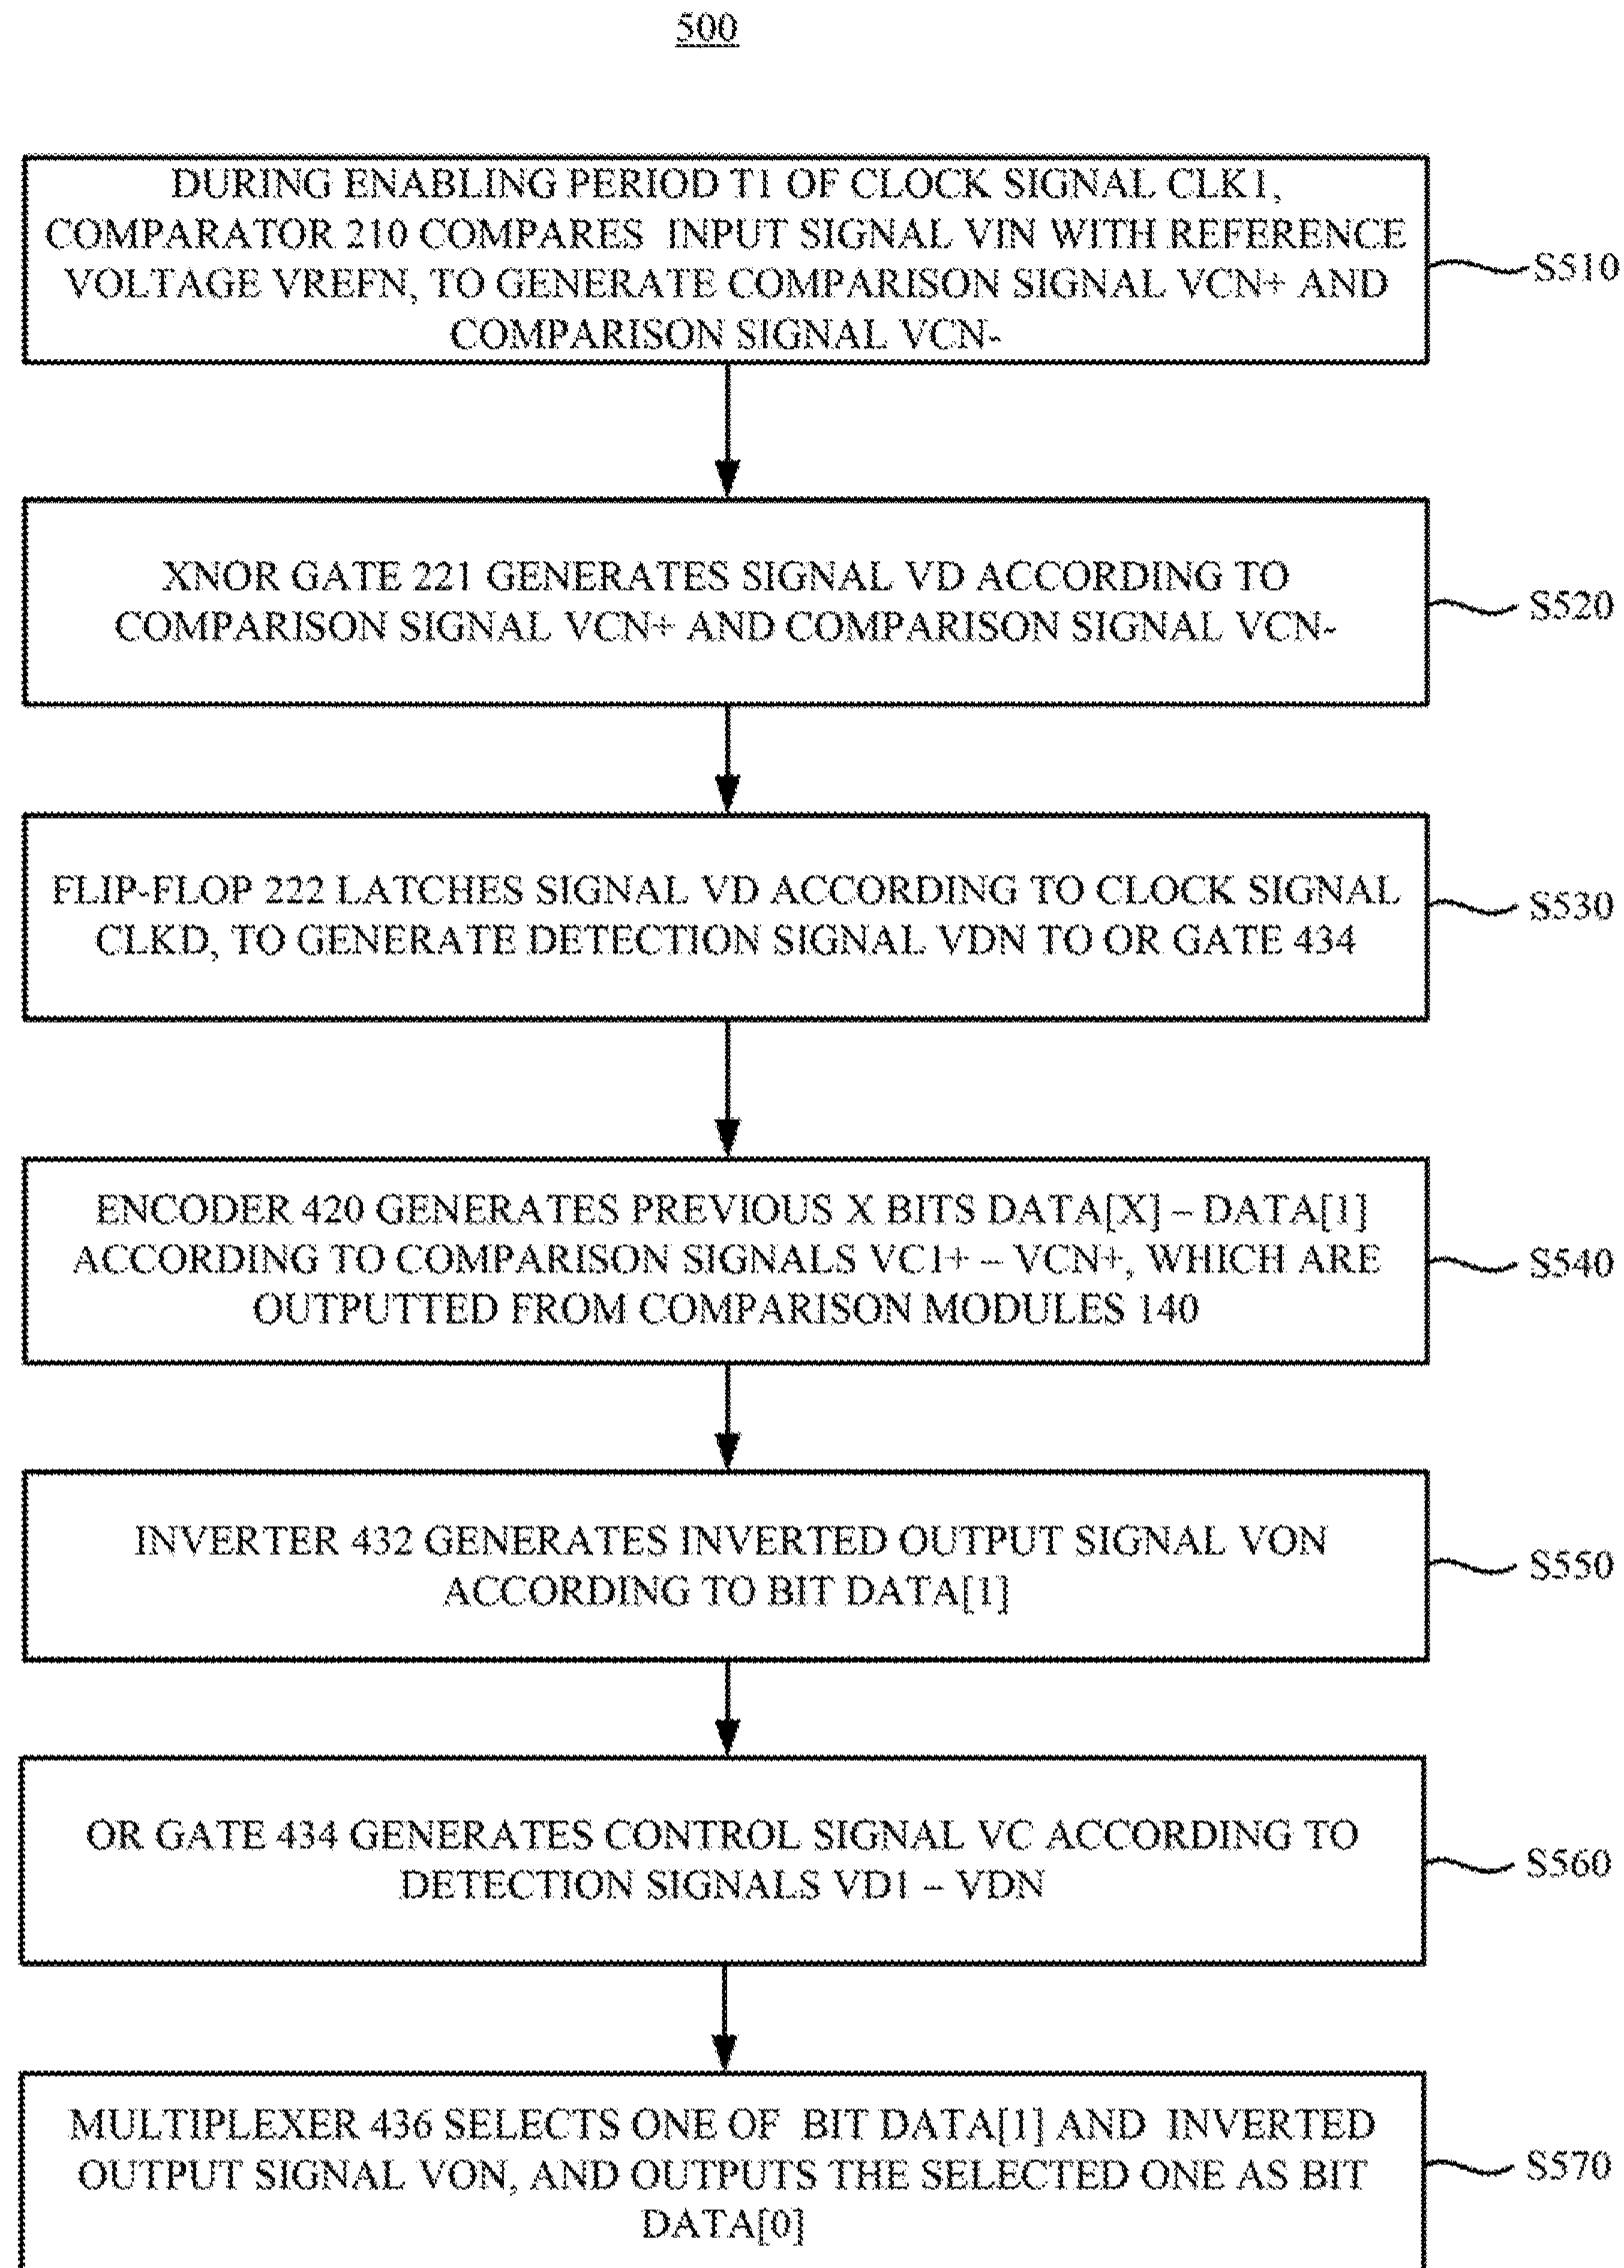 500
DURING ENABLING PERIOD T1 OF CLOCK SIGNAL CLK1,
COMPARATOR 210 COMPARES INPUT SIGNAL VIN WITH REFERENCE
VOLTAGE VREFN, TO GENERATE COMPARISON SIGNAL VCN+ AND
COMPARISON SIGNAL VCN-
S510
XNOR GATE 221 GENERATES SIGNAL VD ACCORDING TO
COMPARISON SIGNAL VCN+ AND COMPARISON SIGNAL VCN-
S520
FLIP-FLOP 222 LATCHES SIGNAL VD ACCORDING TO CLOCK SIGNAL
CLKD, TO GENERATE DETECTION SIGNAL VDN TO OR GATE 434
S530
ENCODER 420 GENERATES PREVIOUS X BITS DATA[X] – DATA[1]
ACCORDING TO COMPARISON SIGNALS VC1+ – VCN+, WHICH ARE
OUTPUTTED FROM COMPARISON MODULES 140
S540
INVERTER 432 GENERATES INVERTED OUTPUT SIGNAL VON
ACCORDING TO BIT DATA[1]
S550
OR GATE 434 GENERATES CONTROL SIGNAL VC ACCORDING TO
DETECTION SIGNALS VD1 – VDN
S560
MULTIPLEXER 436 SELECTS ONE OF BIT DATA[1] AND INVERTED
OUTPUT SIGNAL VON, AND OUTPUTS THE SELECTED ONE AS BIT
DATA[0]
S570